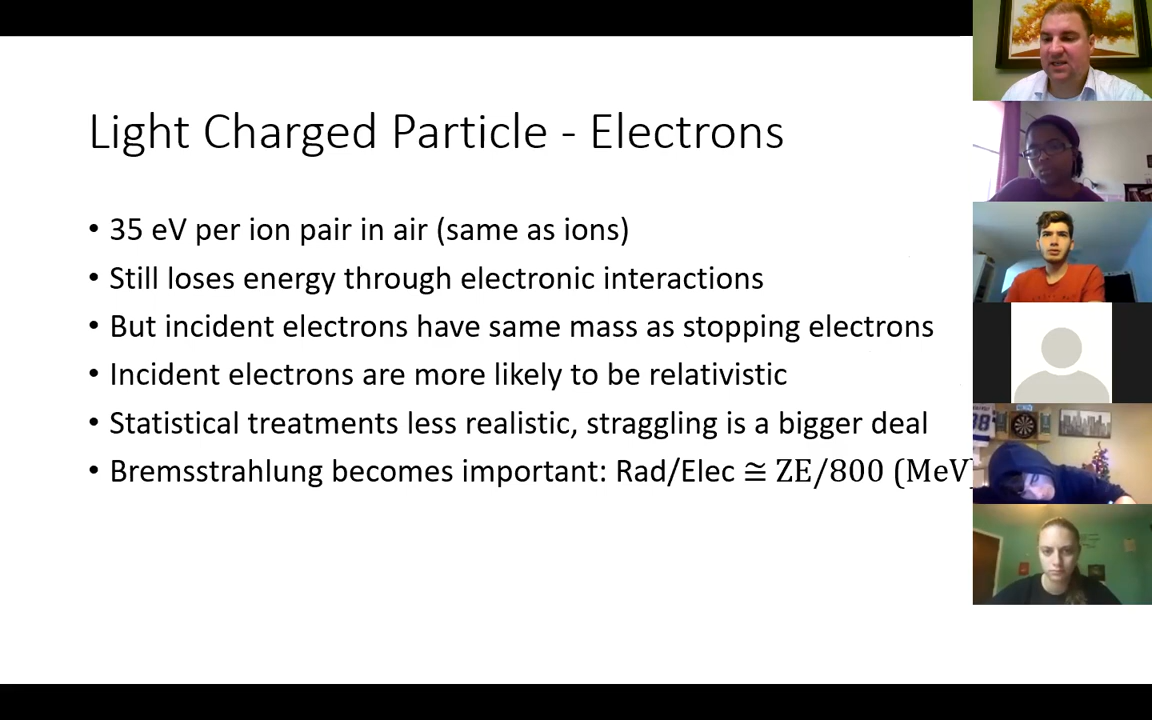 Light Charged Particle - Electrons
• 35 eV per ion pair in air (same as ions)
• Still loses energy through electronic interactions
• But incident electrons have same mass as stopping electrons
• Incident electrons are more likely to be relativistic
• Statistical treatments less realistic, straggling is a bigger deal
• Bremsstrahlung becomes important: Rad/Elec ≅ ZE/800 (MeV)
88